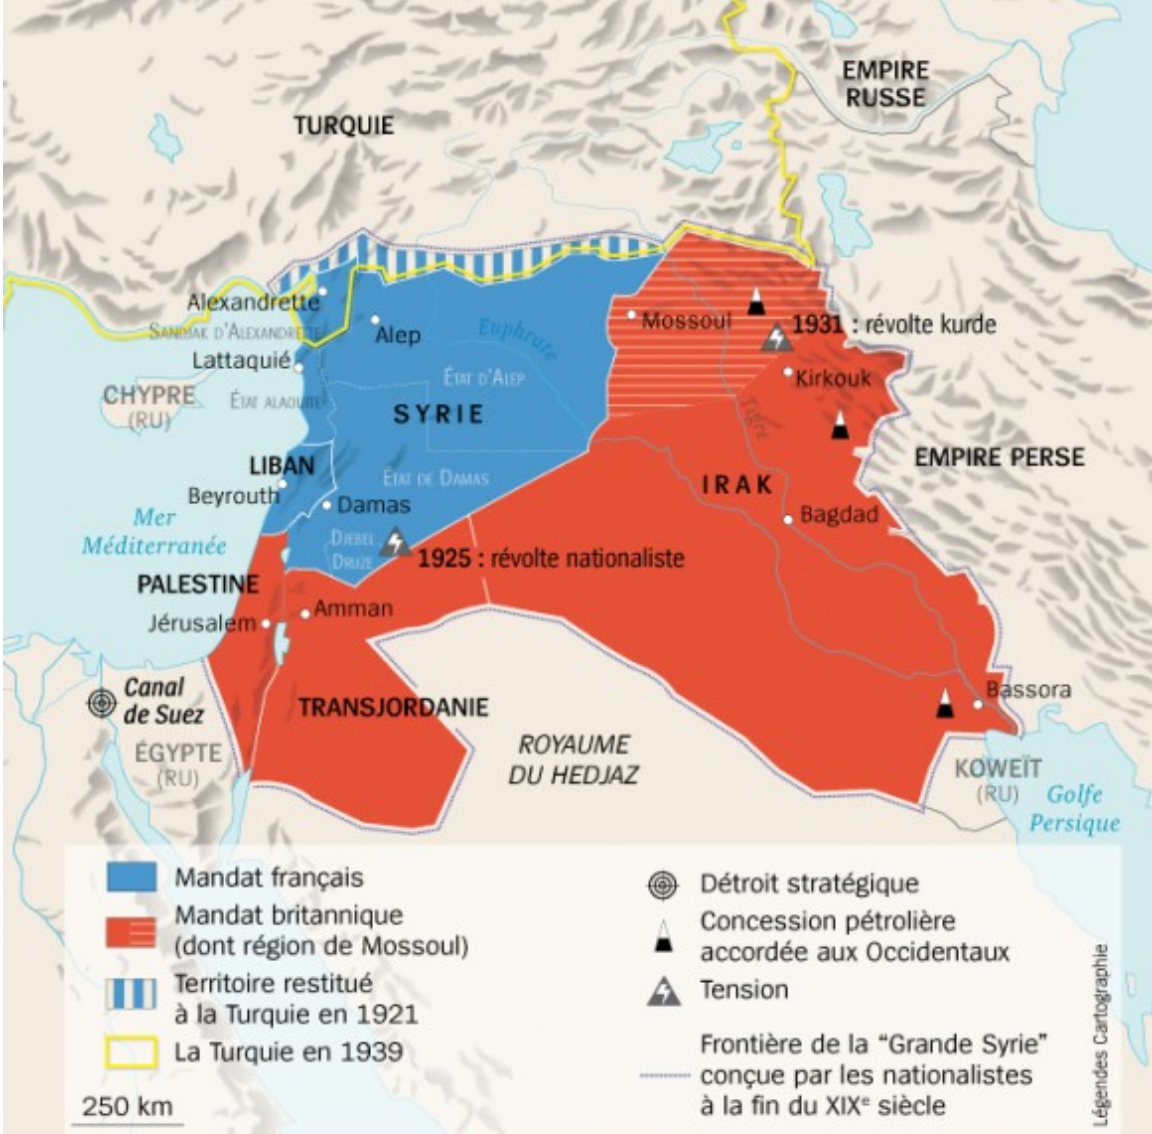 EMPIRE
RUSSE
TURQUIE
Alexandrette
SANDJAK D'ALEXANDRETTE
Alep
Euphrate
Mossoul
1931 : révolte kurde
Lattaquié
ÉTAT D'ALEP
Kirkouk
CHYPRE
(RU)
ÉTAT ALAOUITE
SYRIE
Tigre
EMPIRE PERSE
LIBAN
ÉTAT DE DAMAS
IRAK
Beyrouth
Damas
Bagdad
Mer
Méditerranée
DJEBEL
DRUZE
1925 : révolte nationaliste
PALESTINE
Amman
Jérusalem
Canal
de Suez
TRANSJORDANIE
Bassora
ÉGYPTE
(RU)
ROYAUME
DU HEDJAZ
KOWEÏT
(RU)
Golfe
Persique
Mandat français
Mandat britannique
(dont région de Mossoul)
Territoire restitué
à la Turquie en 1921
La Turquie en 1939
250 km
Détroit stratégique
Concession pétrolière
accordée aux Occidentaux
Tension
Frontière de la “Grande Syrie”
conçue par les nationalistes
à la fin du XIXe siècle
Légendes Cartographie